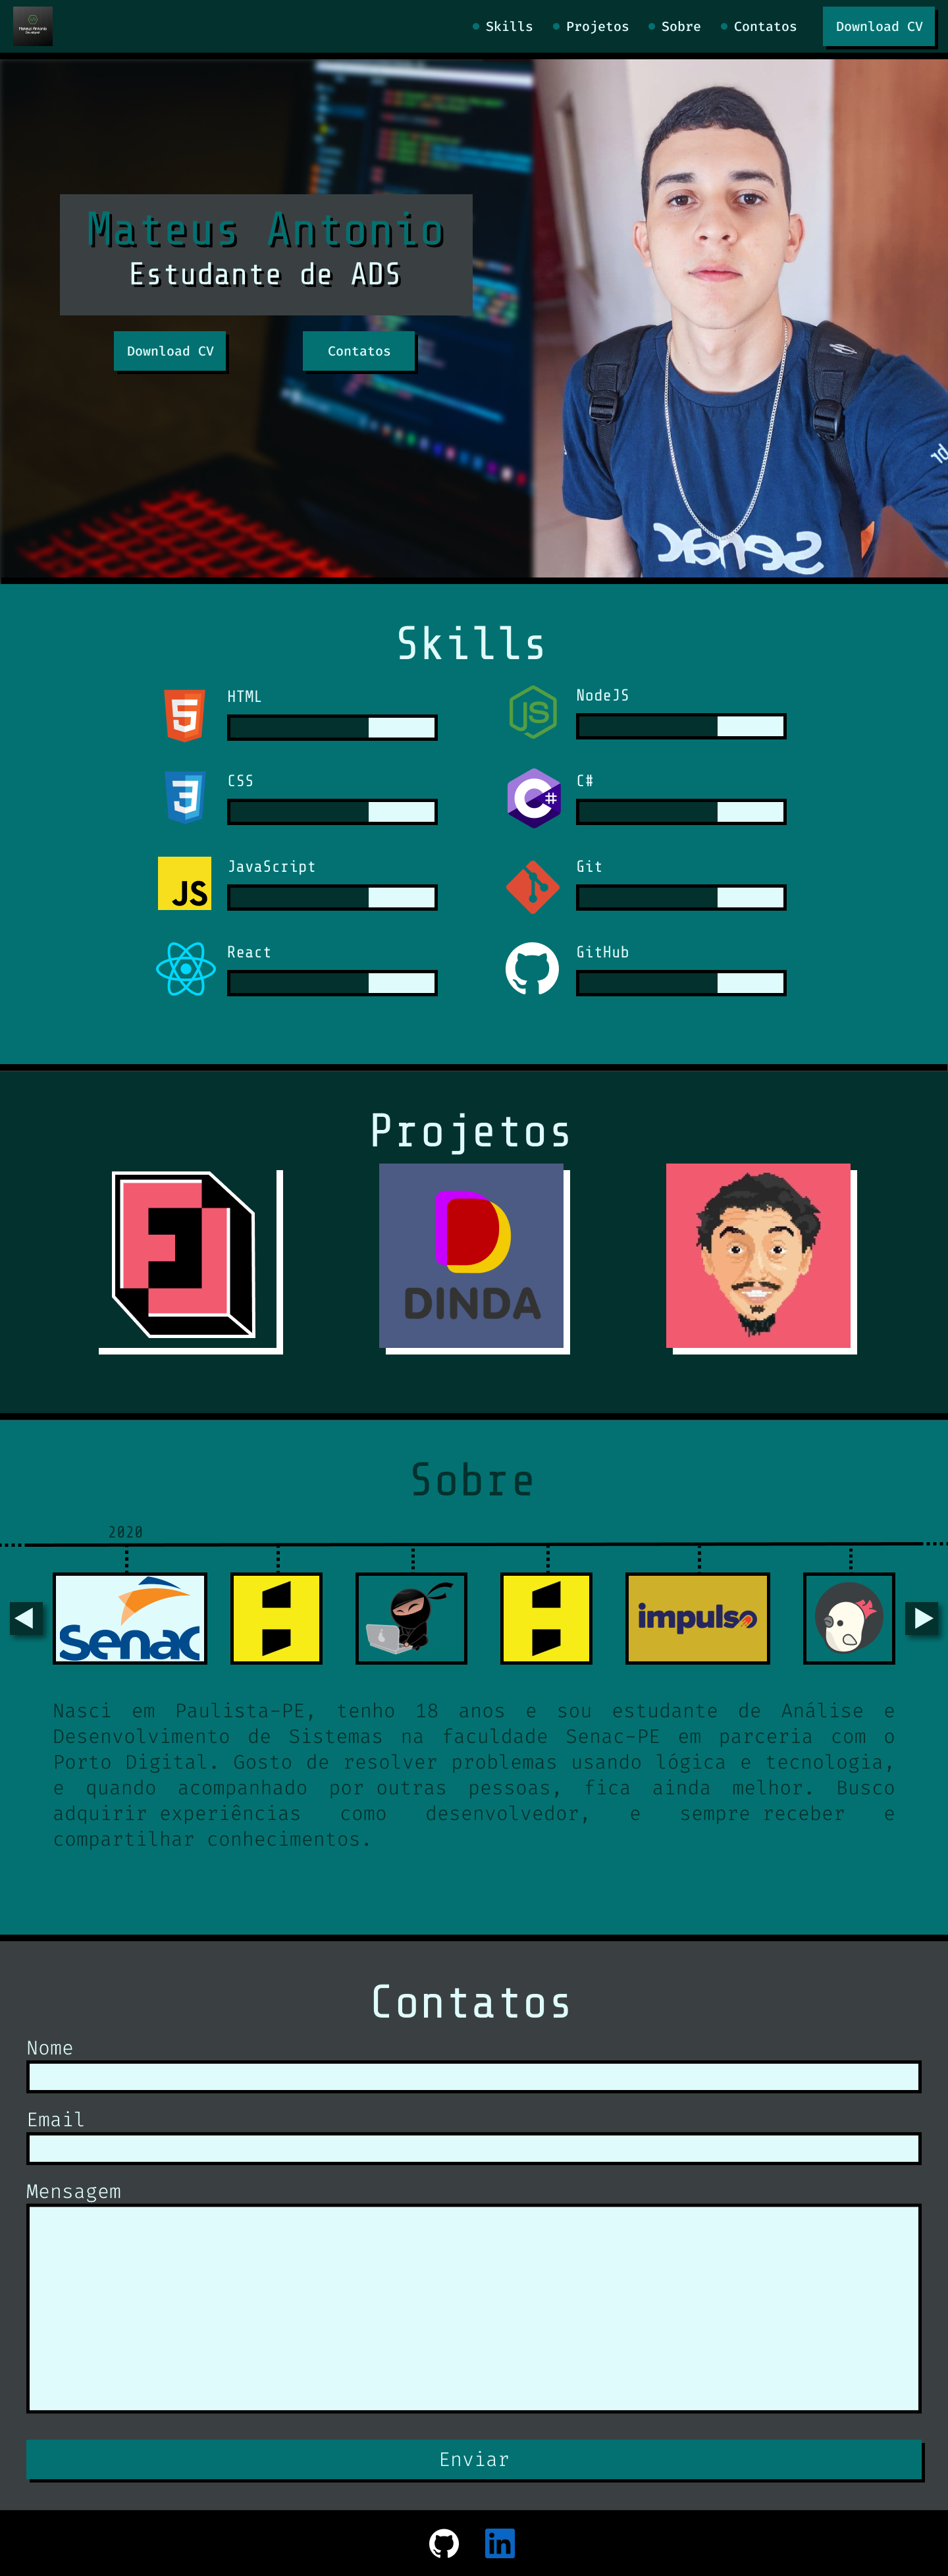 Mateus Antonio
Skills
Projetos
Sobre
Contatos
Download CV
Mateus Antonio
Estudante de ADS
Download CV
Contatos
Senac
Skills
HTML
NodeJS
CSS
C#
JavaScript
Git
React
GitHub
Projetos
DINDA
Sobre
2020
Senac
impulso
Nasci em Paulista-PE, tenho 18 anos e sou estudante de Análise e
Desenvolvimento de Sistemas na faculdade Senac-PE em parceria com o
Porto Digital. Gosto de resolver problemas usando lógica e tecnologia,
e quando acompanhado por outras pessoas, fica ainda melhor. Busco
adquirir experiências como desenvolvedor, e sempre receber e
compartilhar conhecimentos.
Contatos
Nome
Email
Mensagem
Enviar